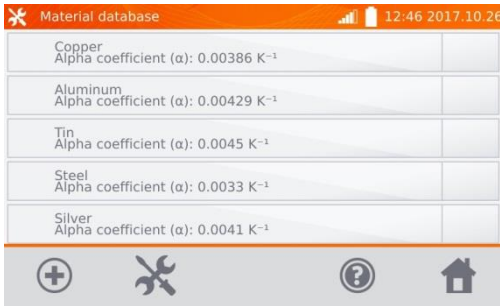 Material database
12:46 2017.10.26
Copper
Alpha coefficient (α): 0.00386 K⁻¹
Aluminum
Alpha coefficient (α): 0.00429 K⁻¹
Tin
Alpha coefficient (α): 0.0045 K⁻¹
Steel
Alpha coefficient (α): 0.0033 K⁻¹
Silver
Alpha coefficient (α): 0.0041 K⁻¹